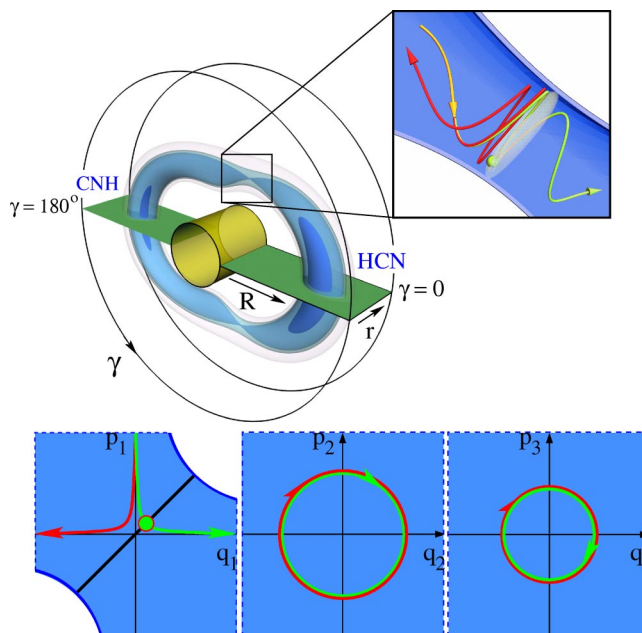 CNH
γ = 180°
HCN
γ = 0
R
r
γ
p₁
q₁
p₂
q₂
p₃
q